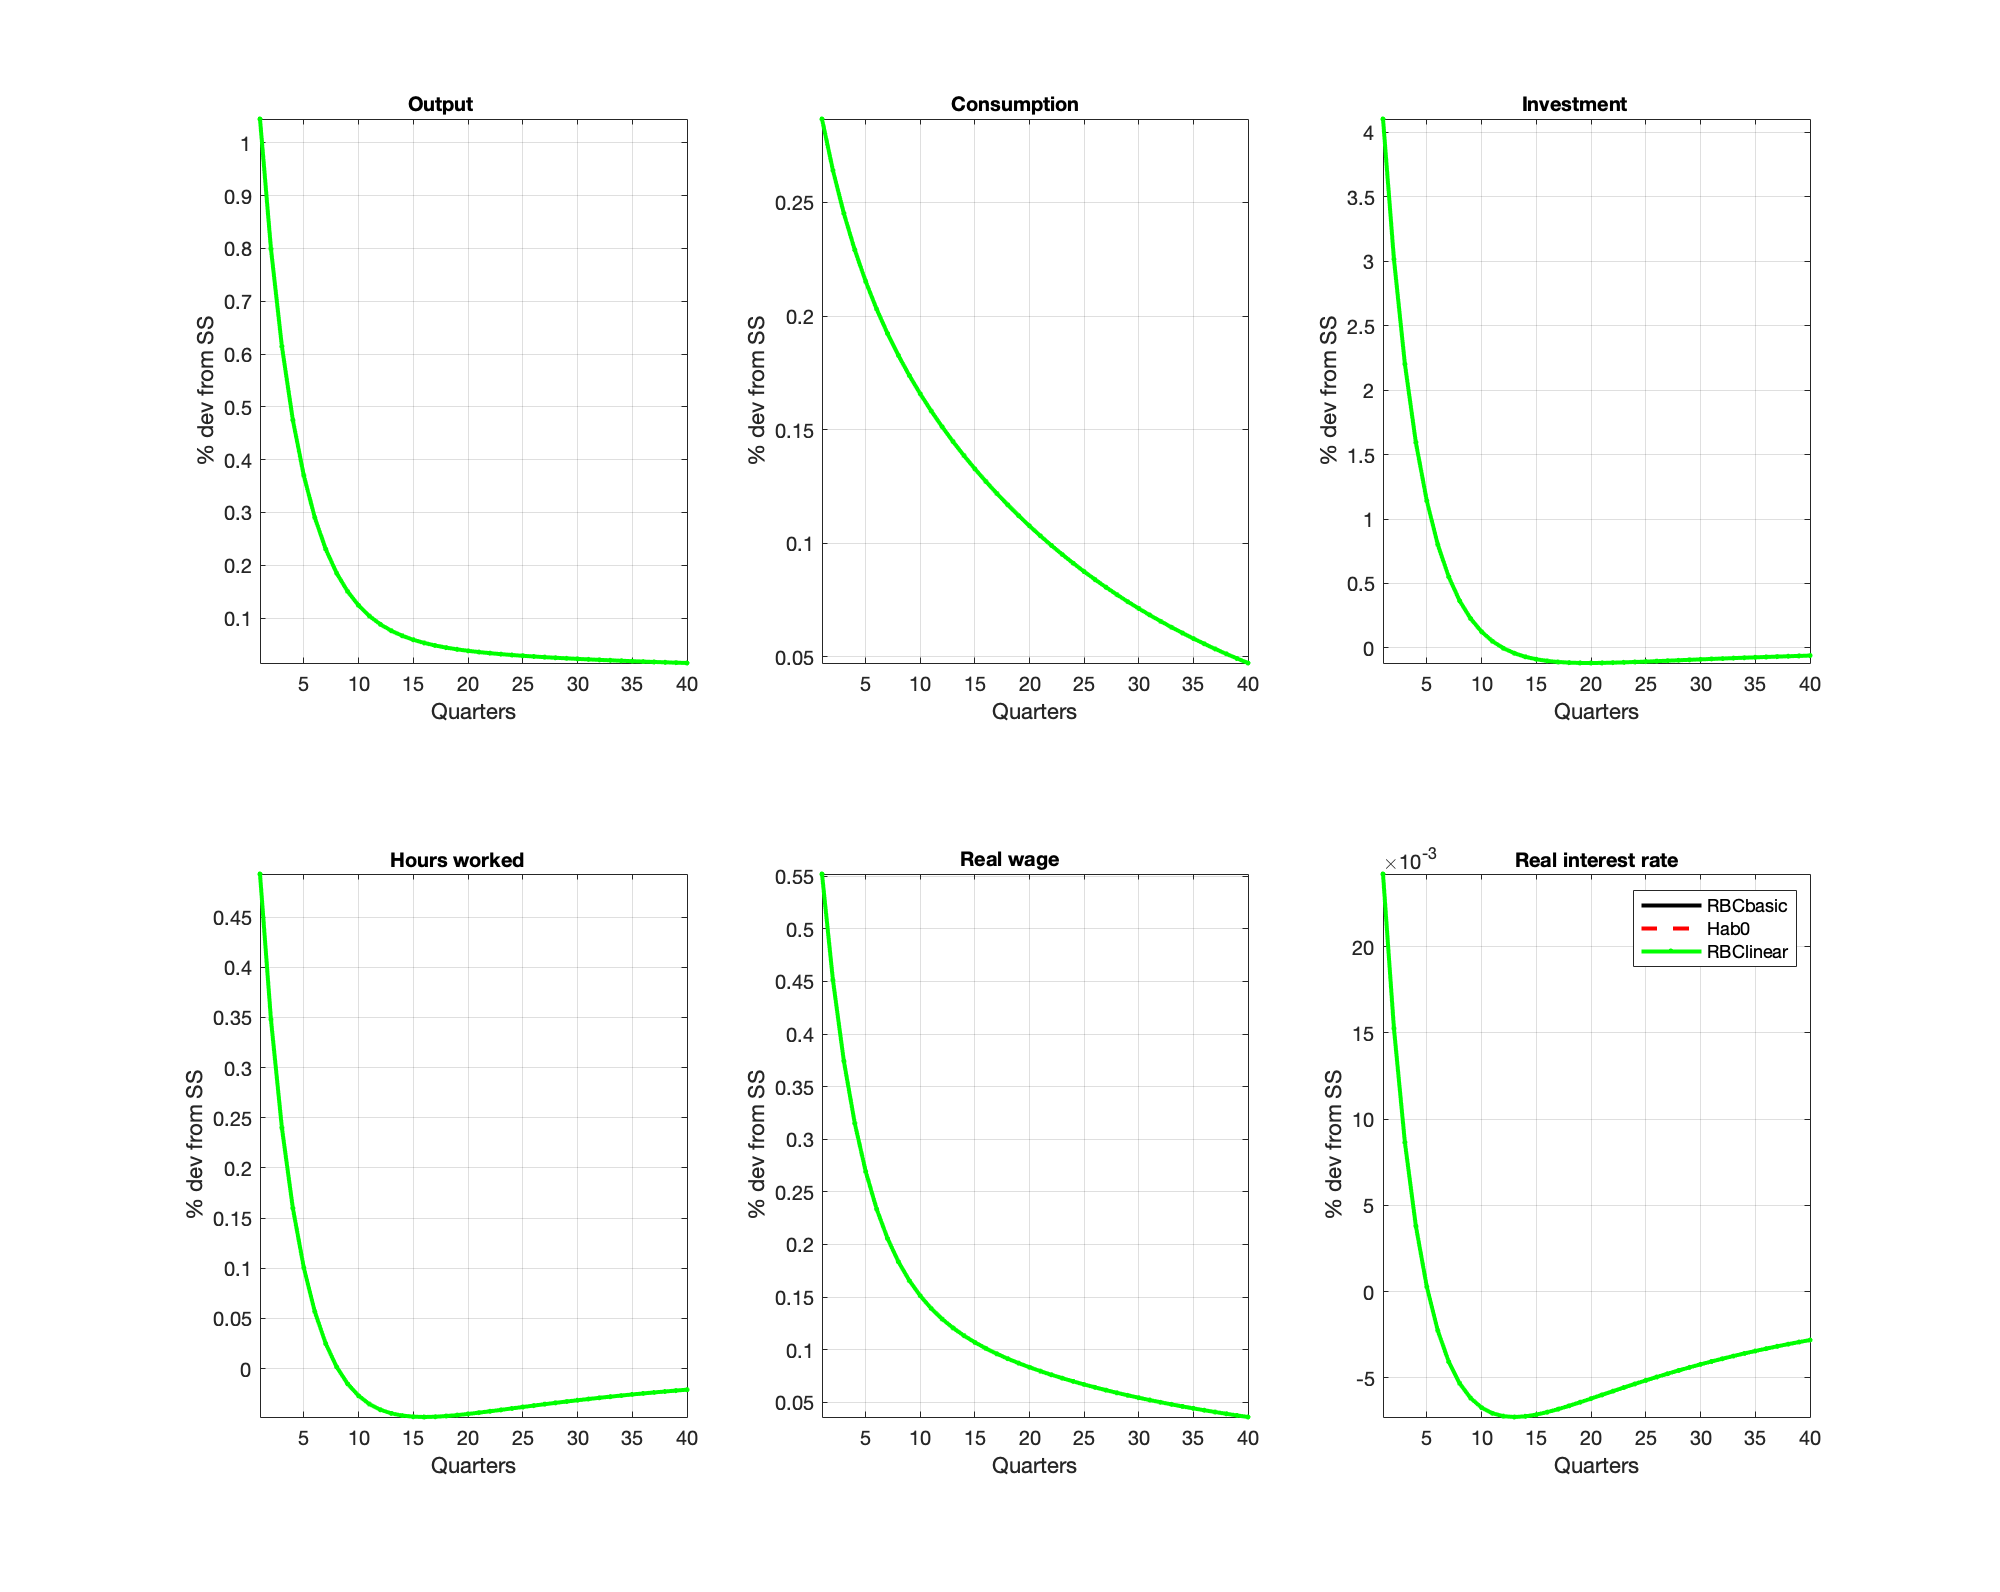 Output
1
0.9
0.8
0.7
0.6
0.5
0.4
0.3
0.2
0.1
% dev from SS
5 10 15 20 25 30 35 40
Quarters
Consumption
0.25
0.2
0.15
0.1
0.05
% dev from SS
5 10 15 20 25 30 35 40
Quarters
Investment
4
3.5
3
2.5
2
1.5
1
0.5
0
% dev from SS
5 10 15 20 25 30 35 40
Quarters
Hours worked
0.45
0.4
0.35
0.3
0.25
0.2
0.15
0.1
0.05
0
% dev from SS
5 10 15 20 25 30 35 40
Quarters
Real wage
0.55
0.5
0.45
0.4
0.35
0.3
0.25
0.2
0.15
0.1
0.05
% dev from SS
5 10 15 20 25 30 35 40
Quarters
×10⁻³
Real interest rate
RBCbasic
Hab0
RBClinear
20
15
10
5
0
-5
% dev from SS
5 10 15 20 25 30 35 40
Quarters